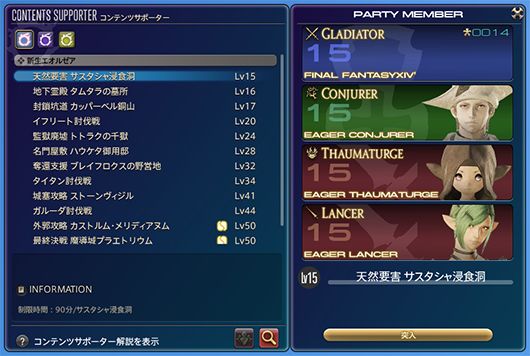 CONTENTS SUPPORTER コンテンツサポーター
新生エオルゼア
天然要害 サスタシャ浸食洞 Lv15
地下霊殿 タムタラの墓所 Lv16
封鎖坑道 カッパーベル銅山 Lv17
イフリート討伐戦 Lv20
監獄廃墟 トトラクの千獄 Lv24
名門屋敷 ハウケタ御用邸 Lv28
奪還支援 ブレイフロクスの野営地 Lv32
タイタン討伐戦 Lv34
城塞攻略 ストーンヴィジル Lv41
ガルーダ討伐戦 Lv44
外郭攻略 カストルム・メリディアヌム Lv50
最終決戦 魔導城プラエトリウム Lv50
INFORMATION
制限時間：90分/サスタシャ浸食洞
? コンテンツサポーター解説を表示
PARTY MEMBER
GLADIATOR
0014
15
FINAL FANTASYXIV'
CONJURER
15
EAGER CONJURER
THAUMATURGE
15
EAGER THAUMATURGE
LANCER
15
EAGER LANCER
Lv15 天然要害 サスタシャ浸食洞
突入